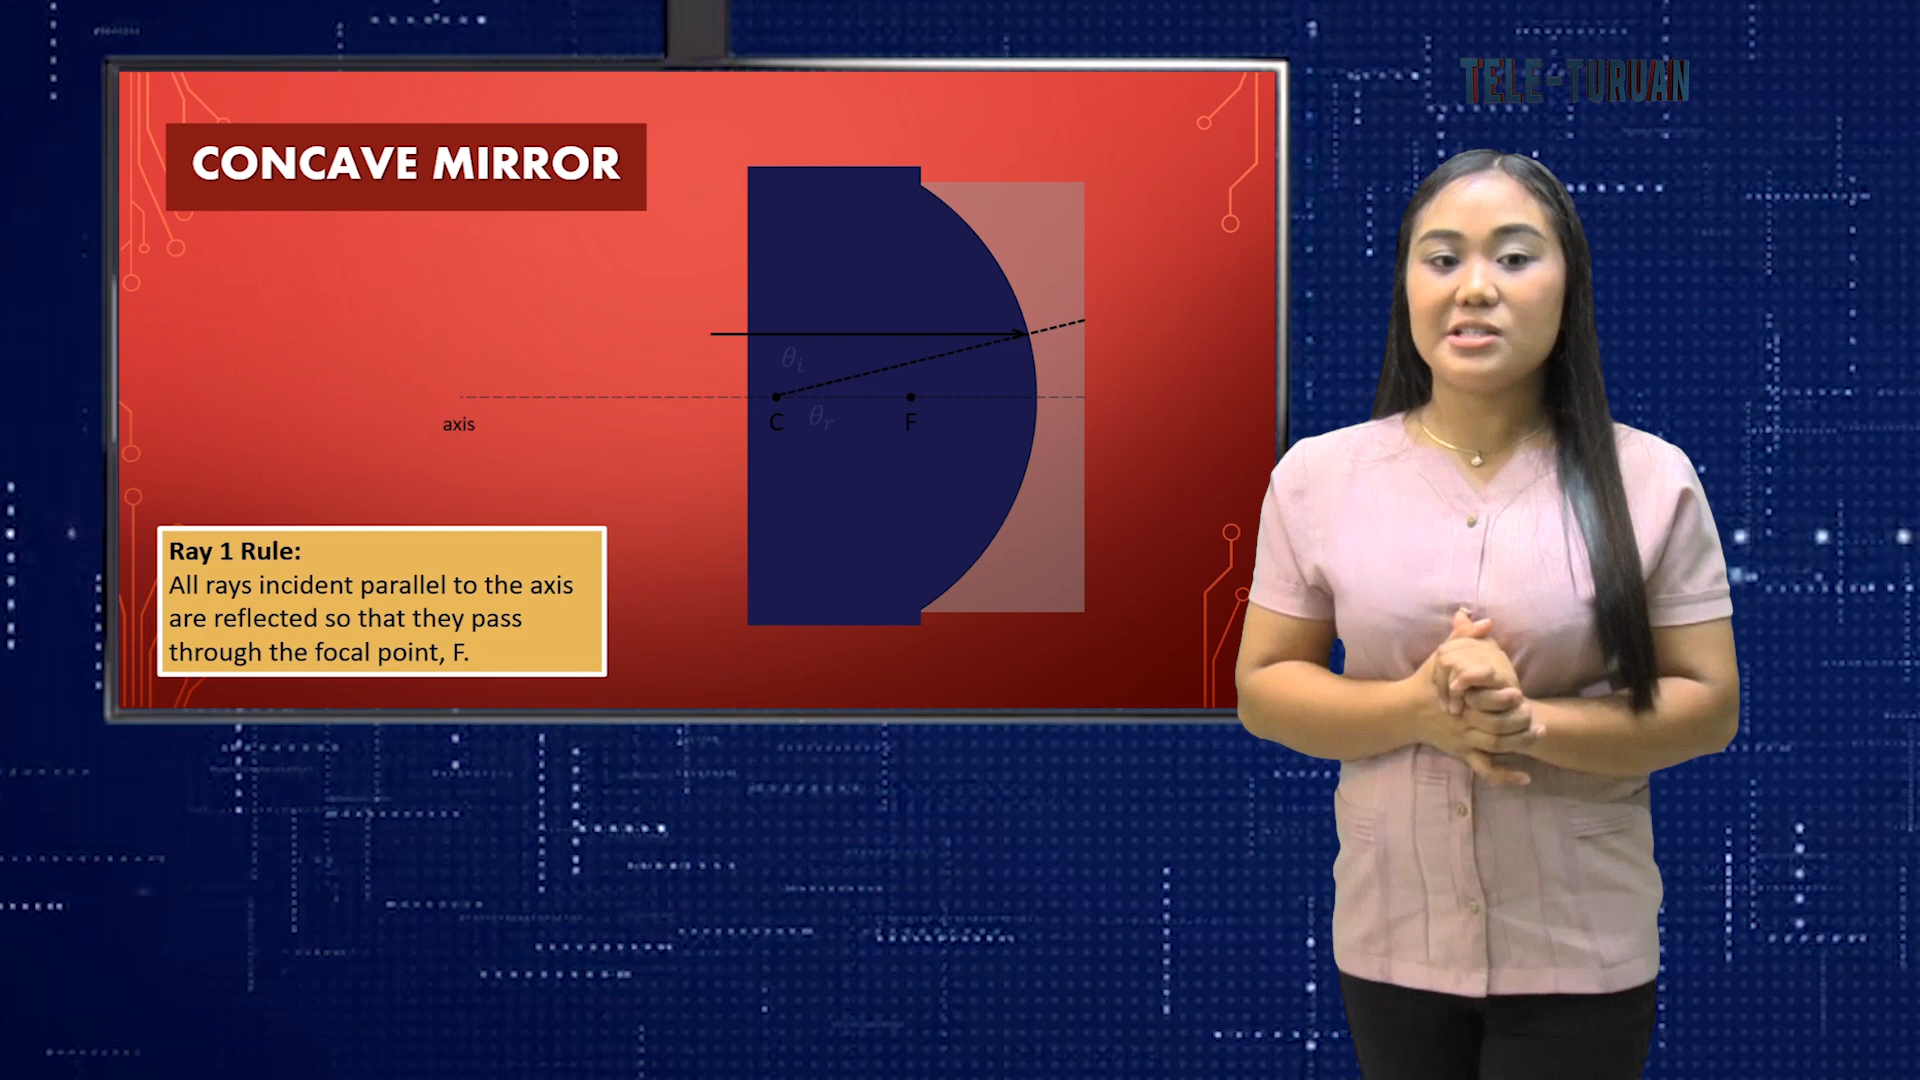 TELE-TURUAN
CONCAVE MIRROR
θi
axis
C
θr
F
Ray 1 Rule:
All rays incident parallel to the axis
are reflected so that they pass
through the focal point, F.